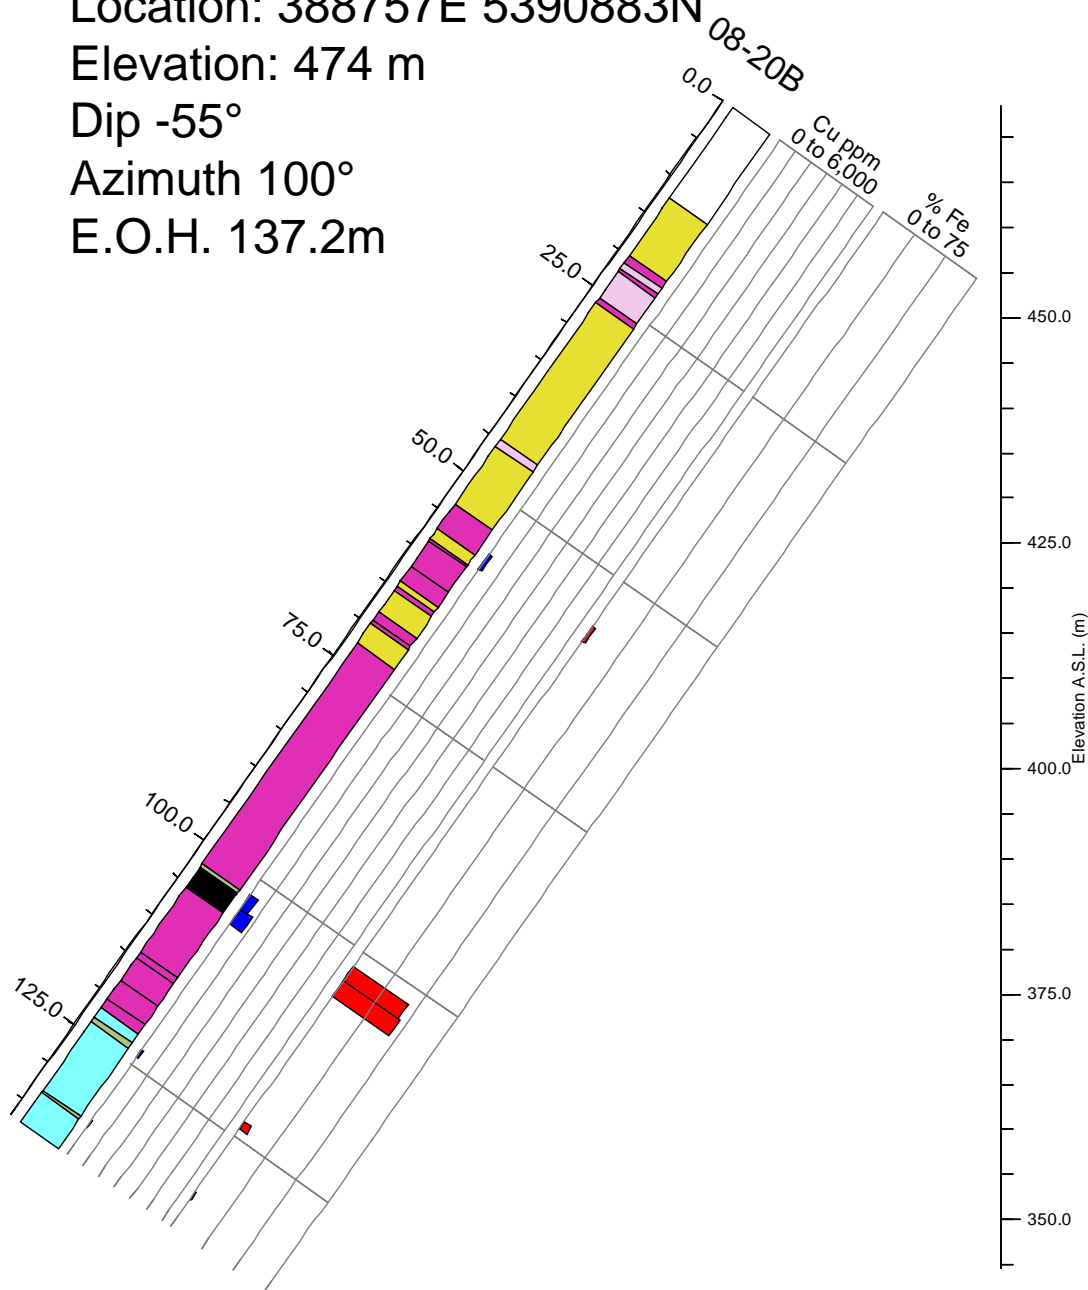 Location: 388757E 5390883N
Elevation: 474 m
Dip -55°
Azimuth 100°
E.O.H. 137.2m
08-20B
0.0
Cu ppm
0 to 6,000
% Fe
0 to 75
25.0
50.0
75.0
100.0
125.0
450.0
425.0
400.0
375.0
350.0
Elevation A.S.L. (m)